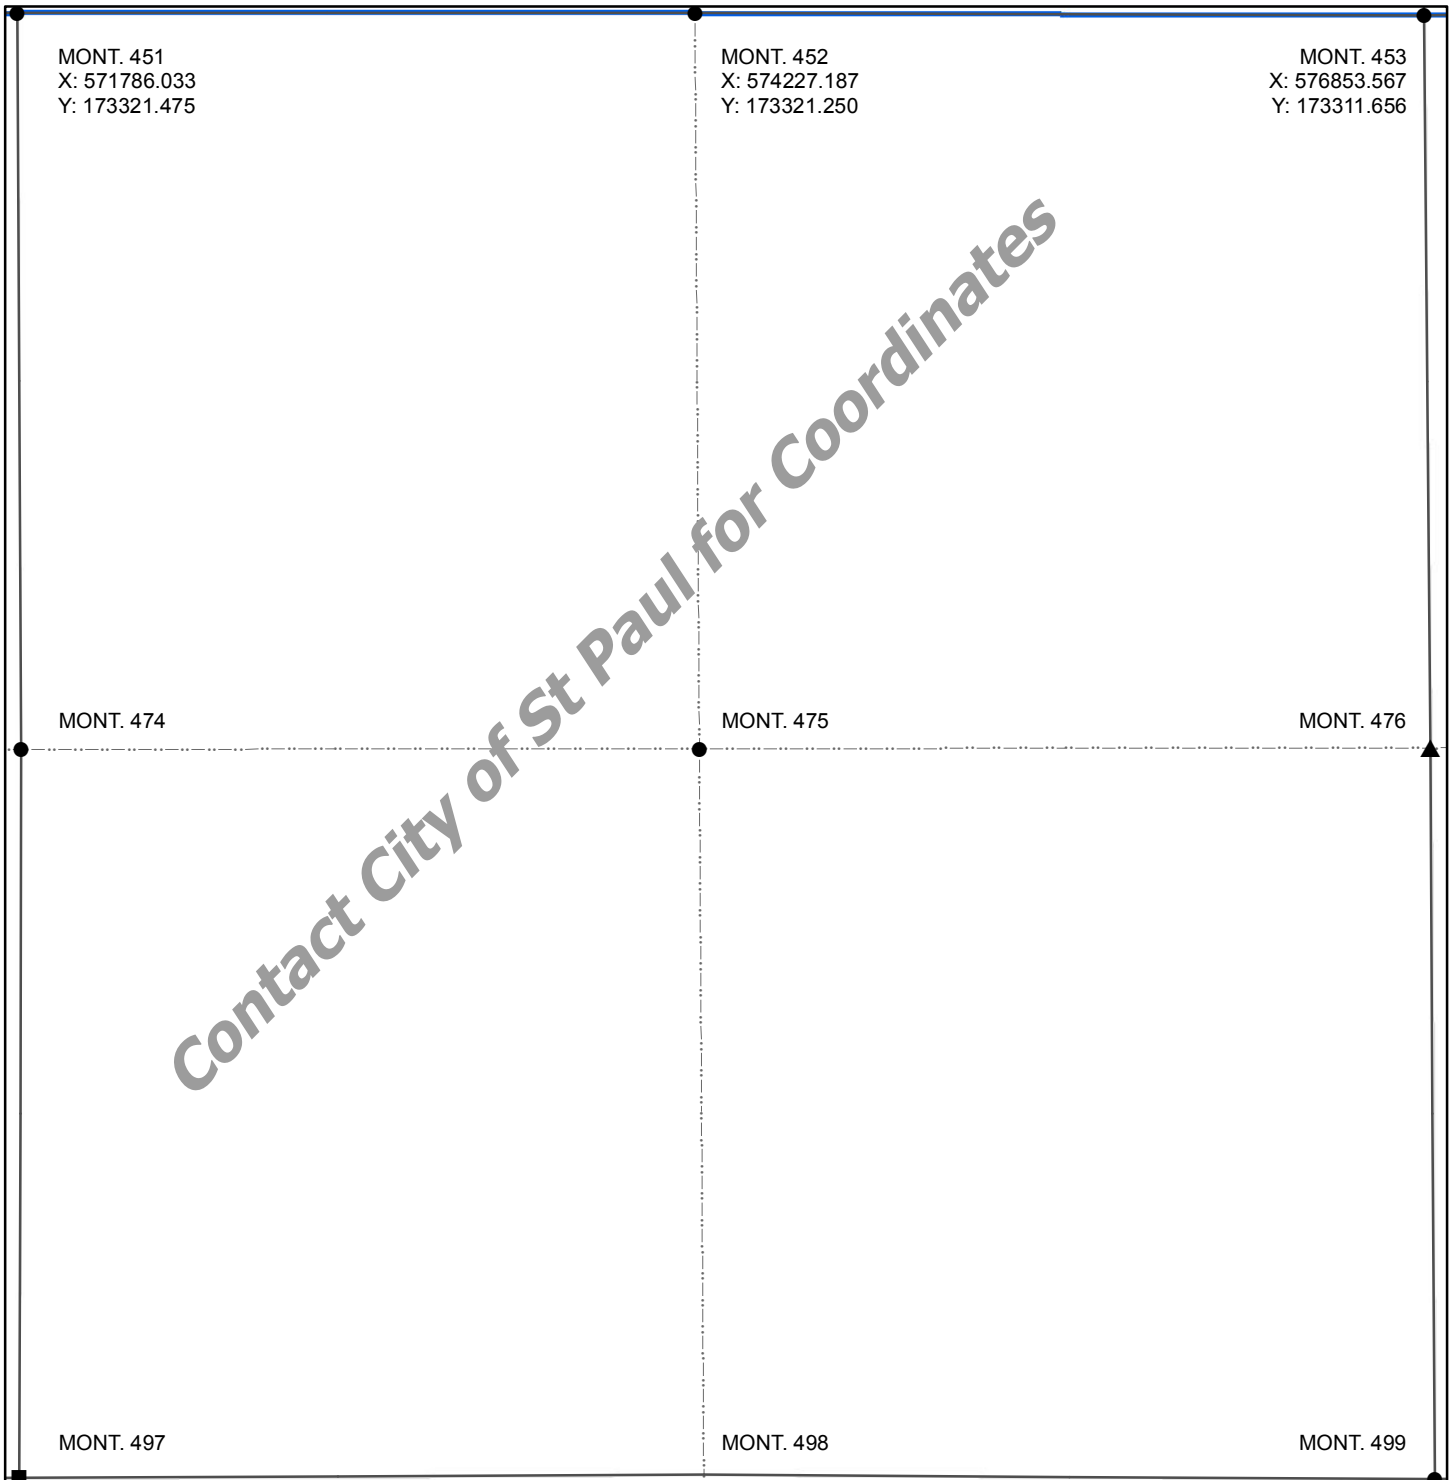 MONT. 451
X: 571786.033
Y: 173321.475
MONT. 452
X: 574227.187
Y: 173321.250
MONT. 453
X: 576853.567
Y: 173311.656
Contact City of St Paul for Coordinates
MONT. 474
MONT. 475
MONT. 476
MONT. 497
MONT. 498
MONT. 499